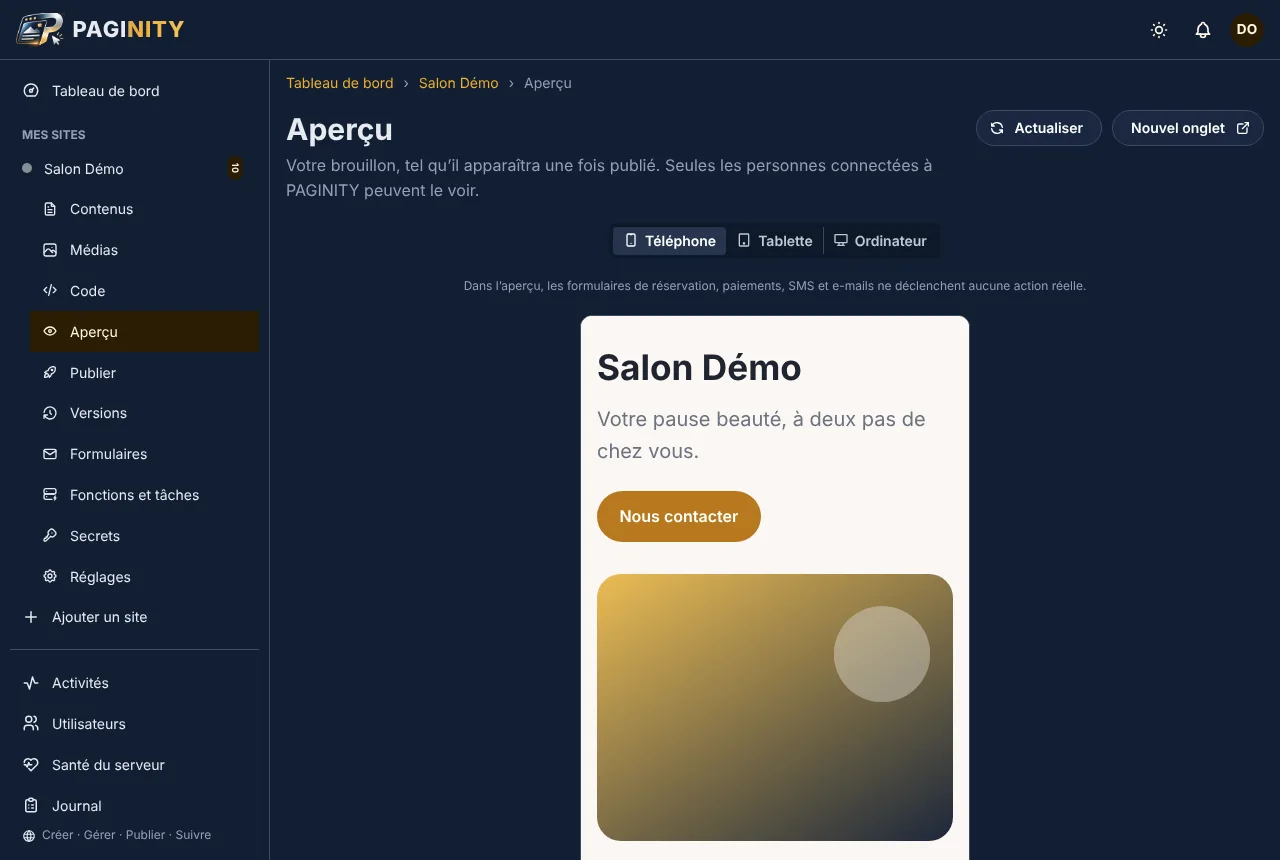 PAGINITY
DO
Tableau de bord
MES SITES
Salon Démo
10
Contenus
Médias
Code
Aperçu
Publier
Versions
Formulaires
Fonctions et tâches
Secrets
Réglages
Ajouter un site
Activités
Utilisateurs
Santé du serveur
Journal
Créer · Gérer · Publier · Suivre
Tableau de bord › Salon Démo › Aperçu
Aperçu
Actualiser
Nouvel onglet
Votre brouillon, tel qu’il apparaîtra une fois publié. Seules les personnes connectées à
PAGINITY peuvent le voir.
Téléphone
Tablette
Ordinateur
Dans l’aperçu, les formulaires de réservation, paiements, SMS et e-mails ne déclenchent aucune action réelle.
Salon Démo
Votre pause beauté, à deux pas de
chez vous.
Nous contacter